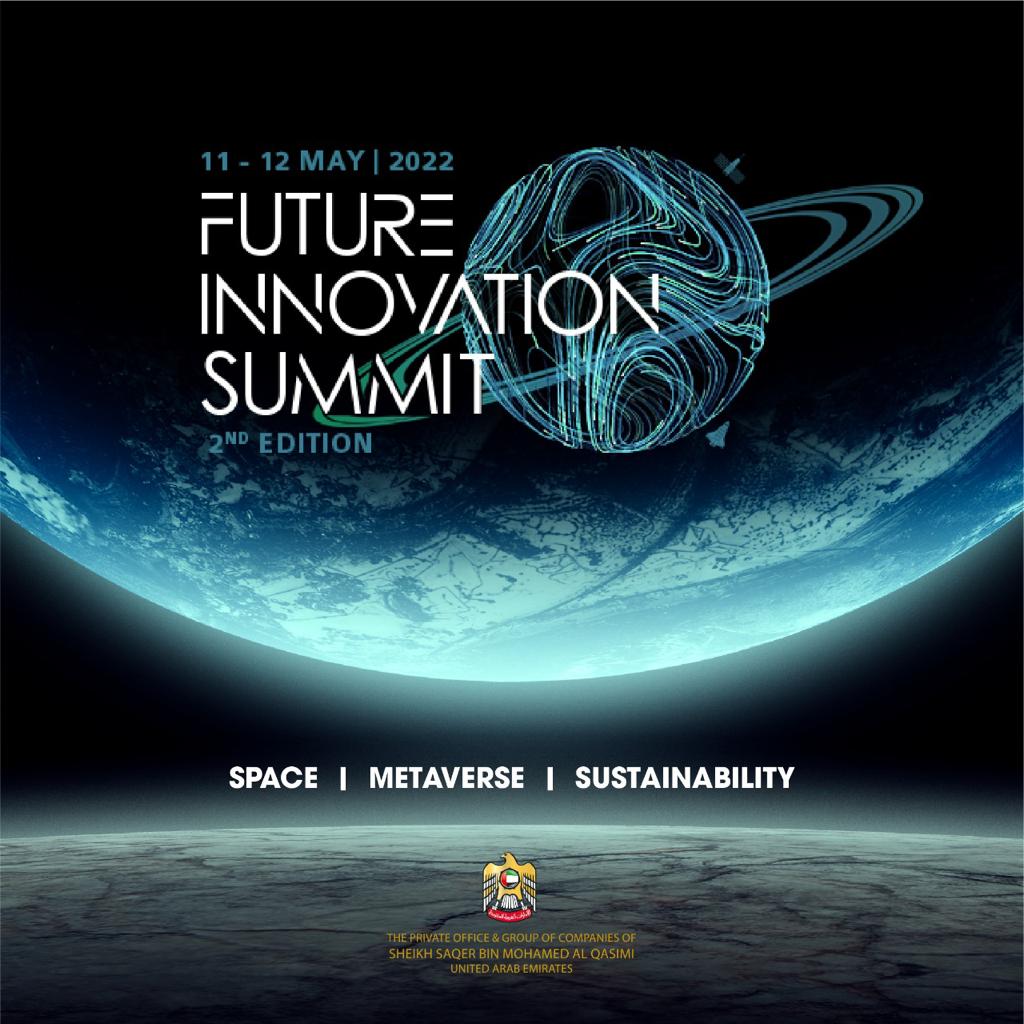 11 - 12 MAY | 2022
FUTURE
INNOVATION
SUMMIT
2ND EDITION
SPACE | METAVERSE | SUSTAINABILITY
THE PRIVATE OFFICE & GROUP OF COMPANIES OF
SHEIKH SAQER BIN MOHAMED AL QASIMI
UNITED ARAB EMIRATES